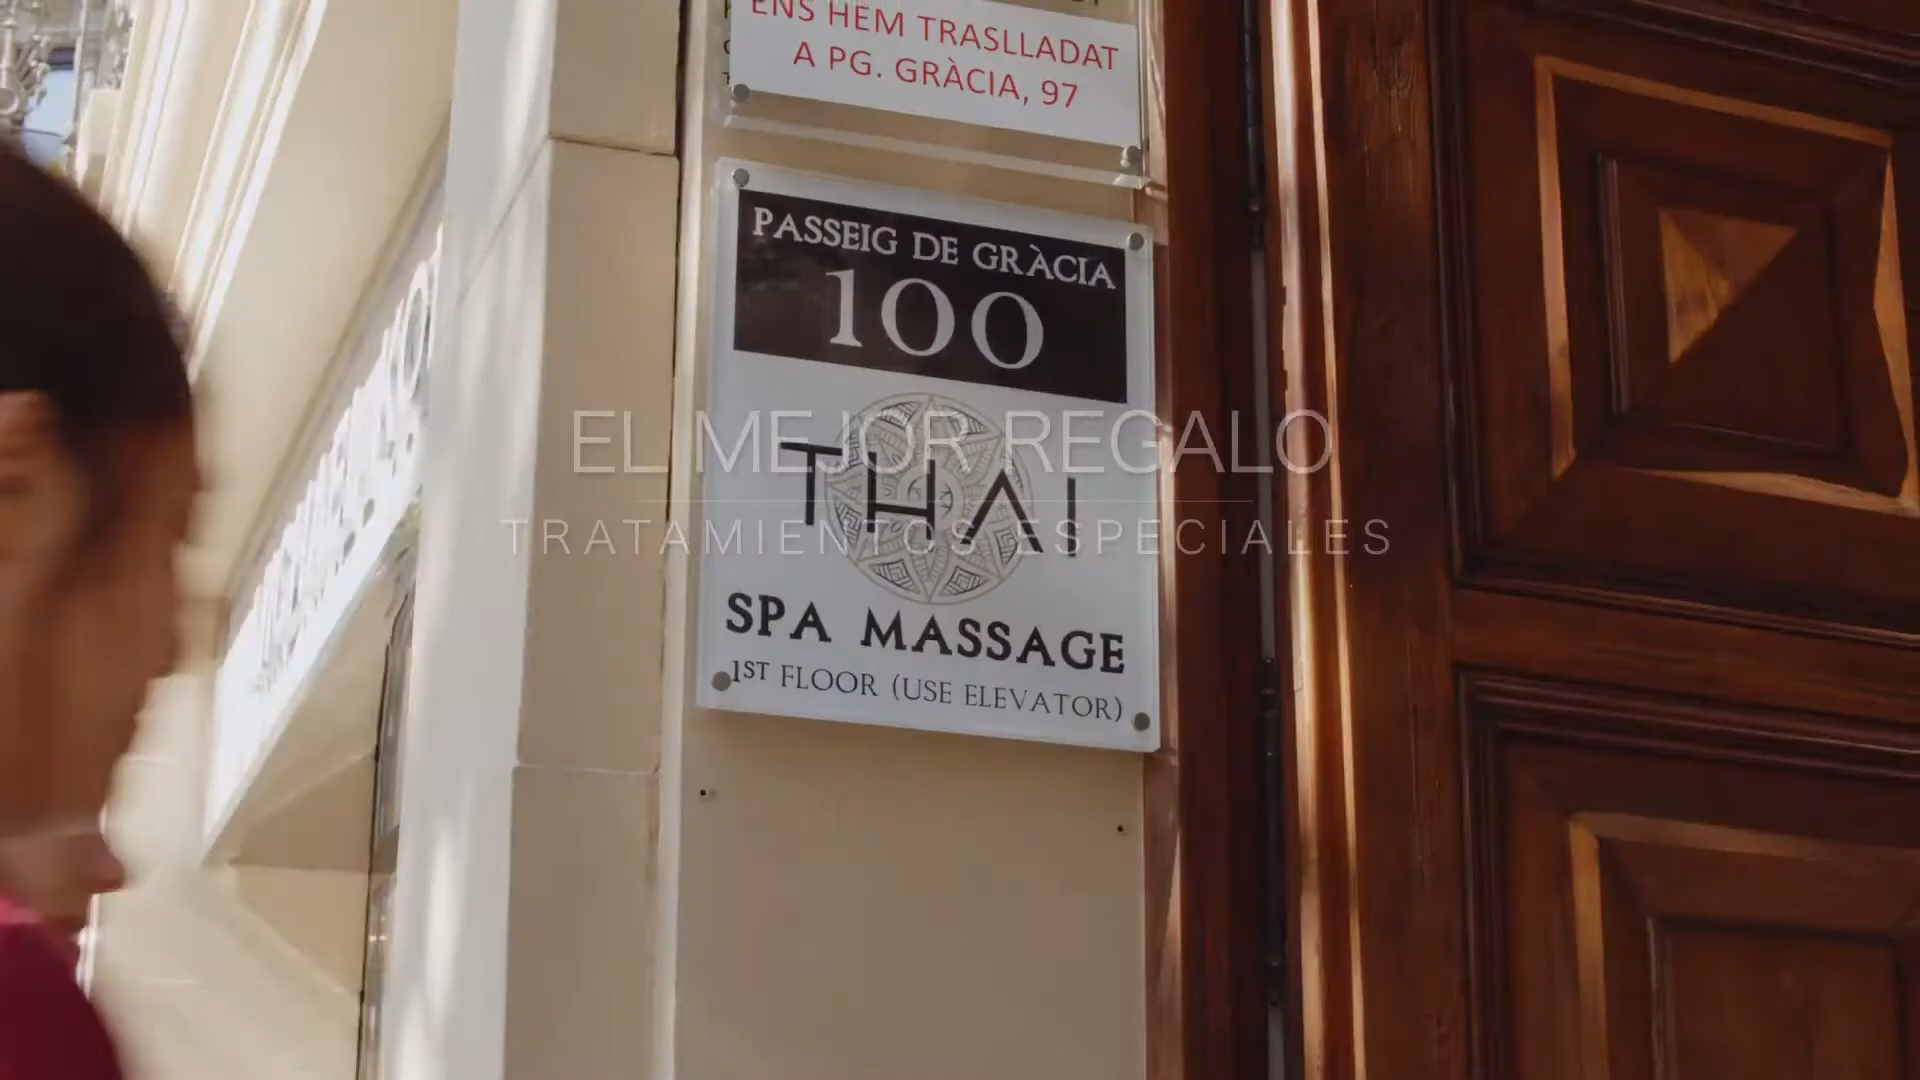 ENS HEM TRASLLADAT
A PG. GRÀCIA, 97
PASSEIG DE GRÀCIA
100
EL MEJOR REGALO
THAI
TRATAMIENTOS ESPECIALES
SPA MASSAGE
1ST FLOOR (USE ELEVATOR)